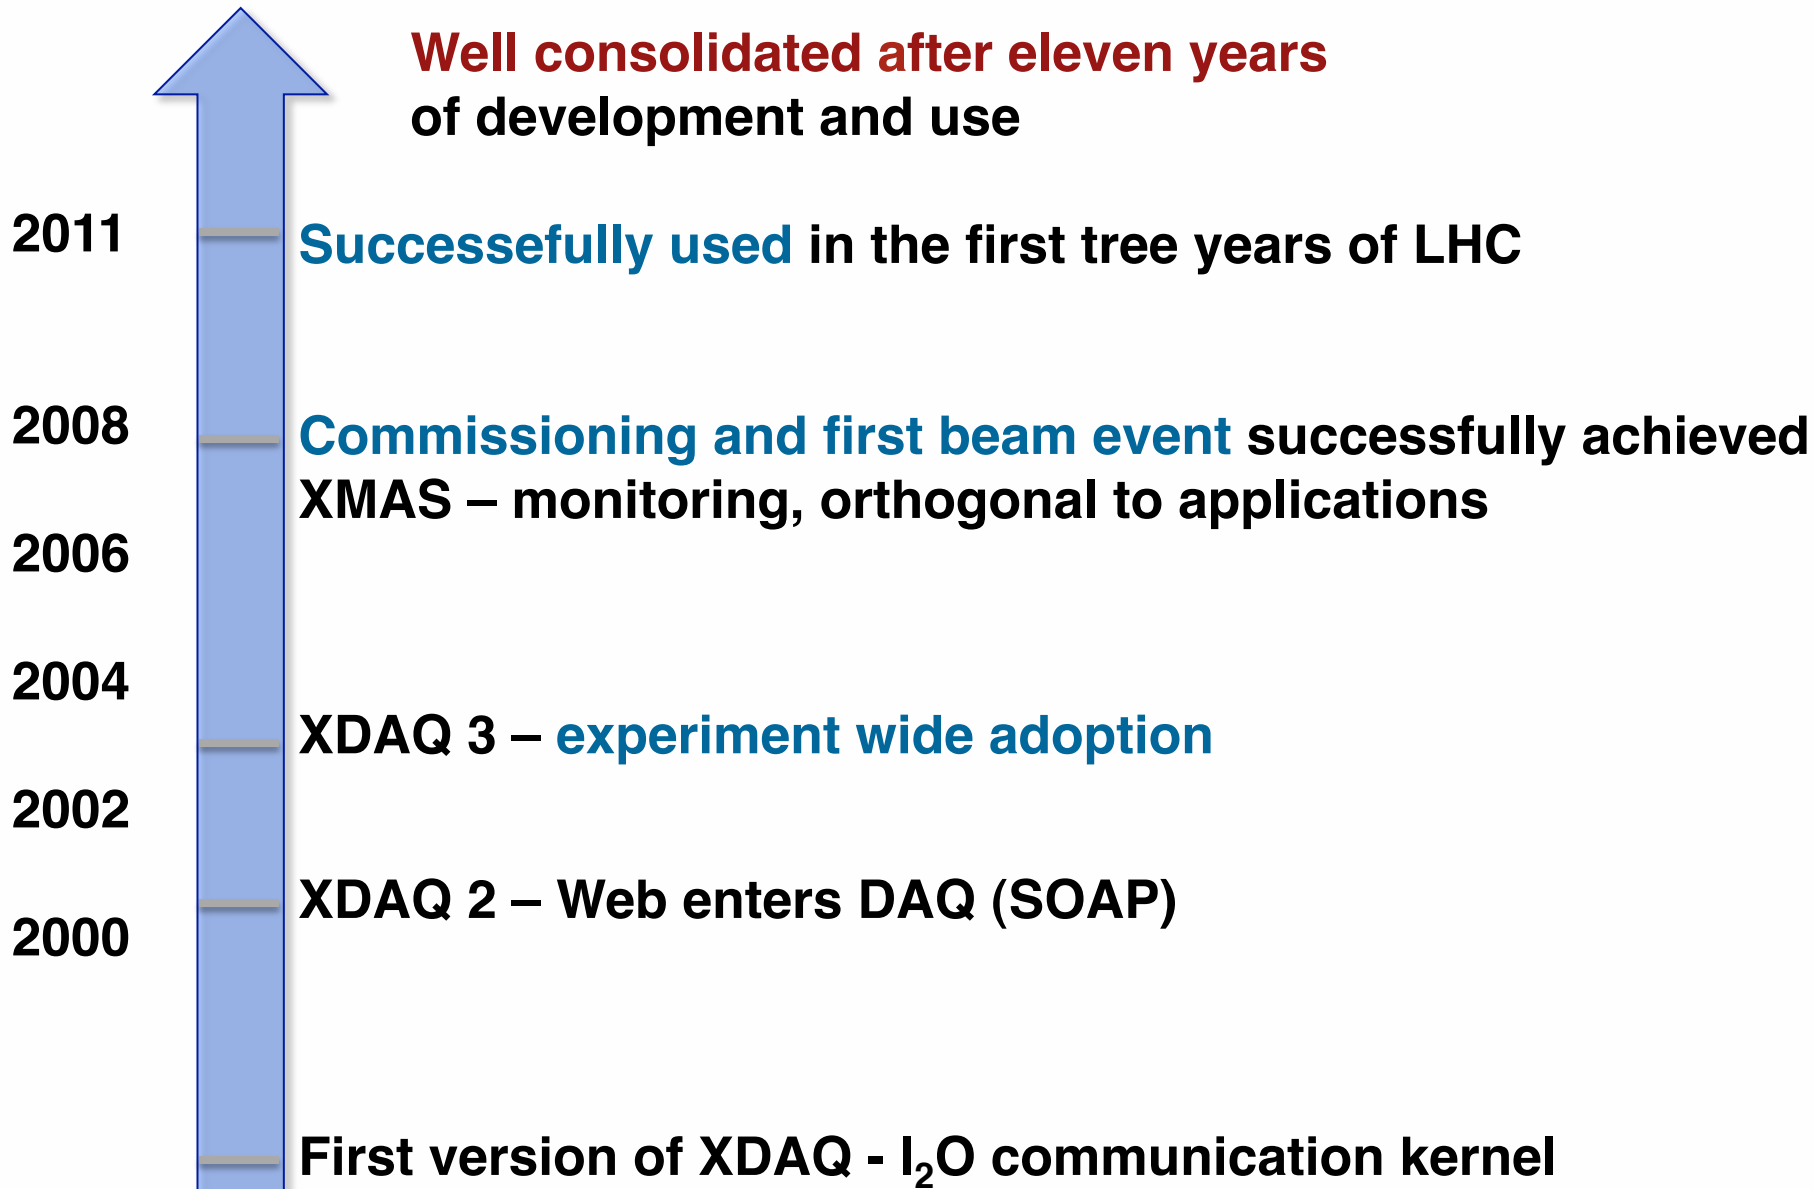 Well consolidated after eleven years
of development and use
2011
Successefully used in the first tree years of LHC
2008
Commissioning and first beam event successfully achieved
XMAS – monitoring, orthogonal to applications
2006
2004
XDAQ 3 – experiment wide adoption
2002
XDAQ 2 – Web enters DAQ (SOAP)
2000
First version of XDAQ - I₂O communication kernel